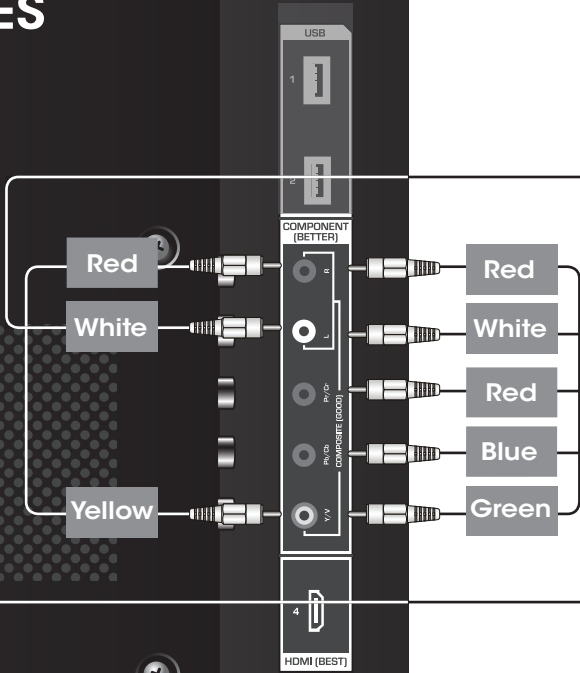 ES
USB
1
2
COMPONENT
(BETTER)
Red
White
Yellow
R
L
Pr/Cr
Pb/Cb
Y/V
COMPOSITE (GOOD)
Red
White
Red
Blue
Green
4
HDMI (BEST)